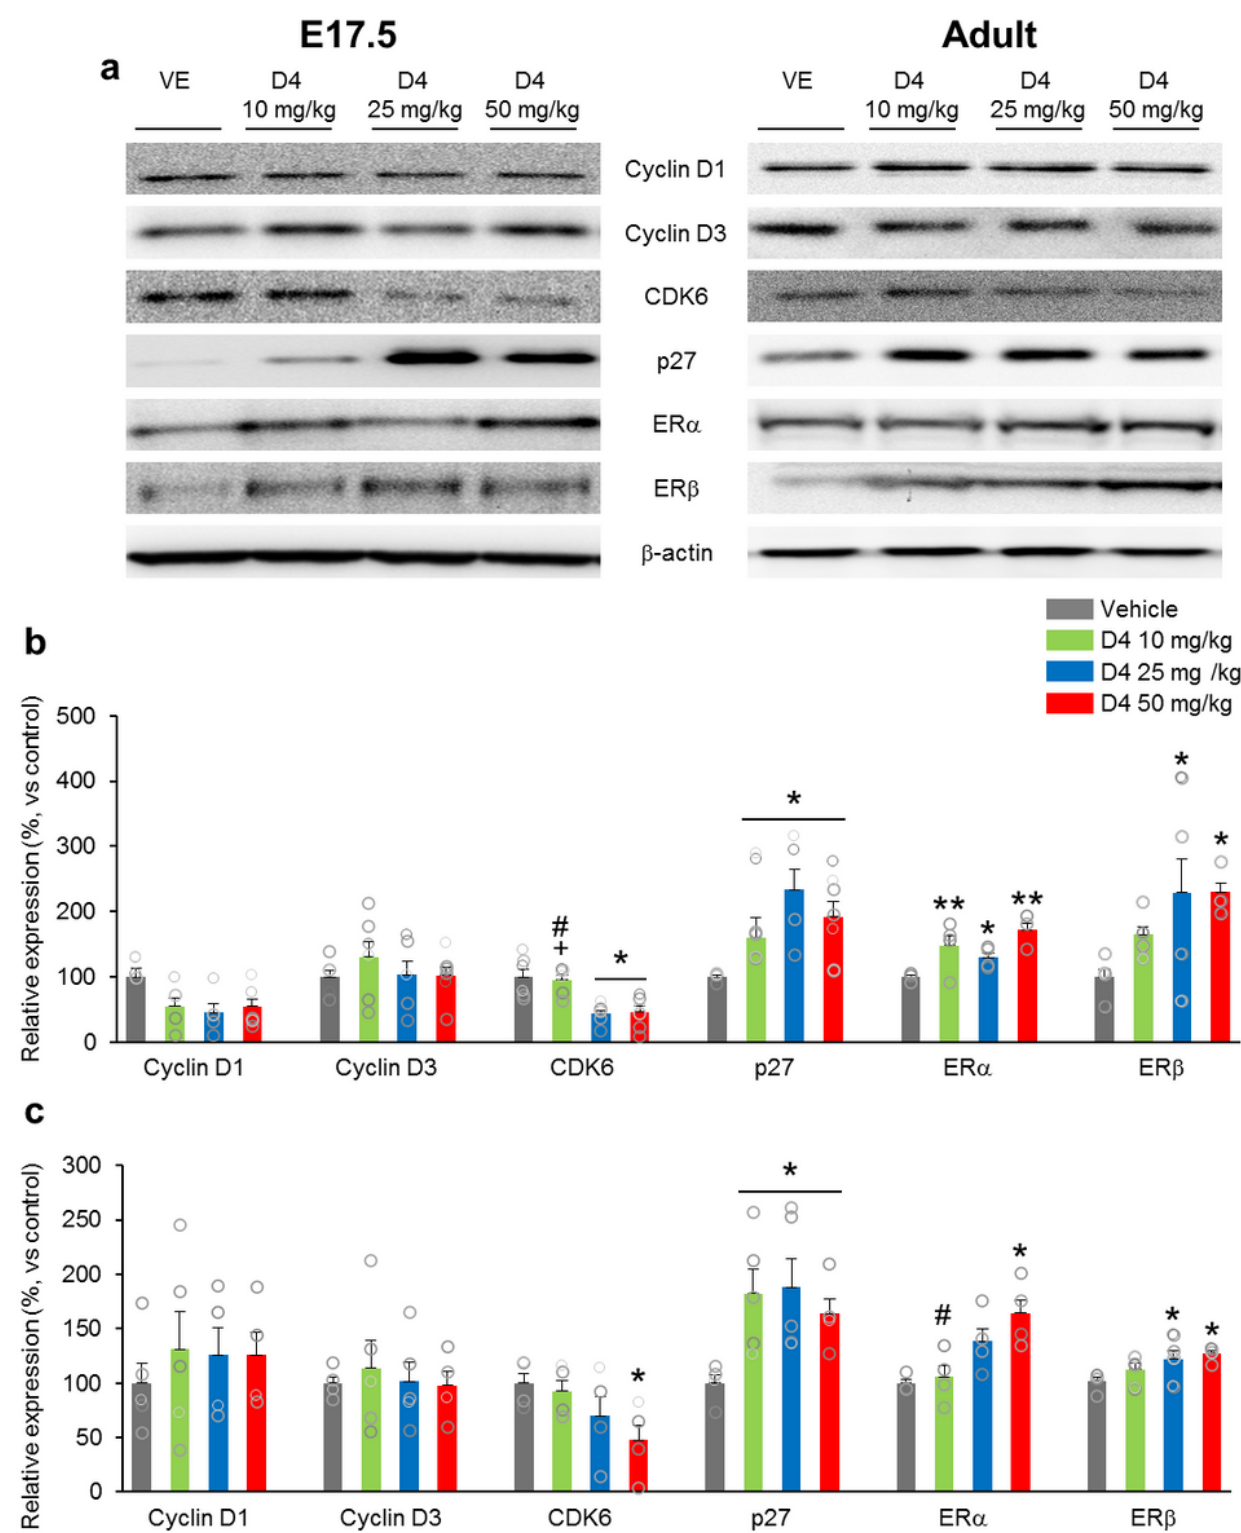 E17.5
Adult
a
VE
D4
10 mg/kg
D4
25 mg/kg
D4
50 mg/kg
VE
D4
10 mg/kg
D4
25 mg/kg
D4
50 mg/kg
Cyclin D1
Cyclin D3
CDK6
p27
ERα
ERβ
β-actin
Vehicle
D4 10 mg/kg
D4 25 mg /kg
D4 50 mg/kg
b
Relative expression (%, vs control)
500
400
300
200
100
0
#
+
*
*
**
*
**
*
*
Cyclin D1
Cyclin D3
CDK6
p27
ERα
ERβ
c
Relative expression (%, vs control)
300
250
200
150
100
50
0
*
*
#
*
*
*
Cyclin D1
Cyclin D3
CDK6
p27
ERα
ERβ